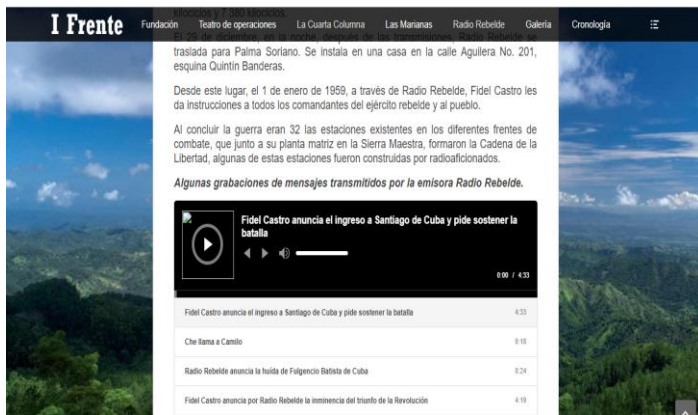 I Frente
Fundación Teatro de operaciones La Cuarta Columna Las Marianas Radio Rebelde Galería Cronología
kilociclos y 7 380 kilociclos.
El 29 de diciembre, en la noche, después de las transmisiones, Radio Rebelde se
traslada para Palma Soriano. Se instala en una casa en la calle Aguilera No. 201,
esquina Quintín Banderas.
Desde este lugar, el 1 de enero de 1959, a través de Radio Rebelde, Fidel Castro les
da instrucciones a todos los comandantes del ejército rebelde y al pueblo.
Al concluir la guerra eran 32 las estaciones existentes en los diferentes frentes de
combate, que junto a su planta matriz en la Sierra Maestra, formaron la Cadena de la
Libertad, algunas de estas estaciones fueron construidas por radioaficionados.
Algunas grabaciones de mensajes transmitidos por la emisora Radio Rebelde.
Fidel Castro anuncia el ingreso a Santiago de Cuba y pide sostener la
batalla
0:00 / 4:33
Fidel Castro anuncia el ingreso a Santiago de Cuba y pide sostener la batalla 4:33
Che llama a Camilo 0:18
Radio Rebelde anuncia la huída de Fulgencio Batista de Cuba 0:24
Fidel Castro anuncia por Radio Rebelde la inminencia del triunfo de la Revolución 4:19